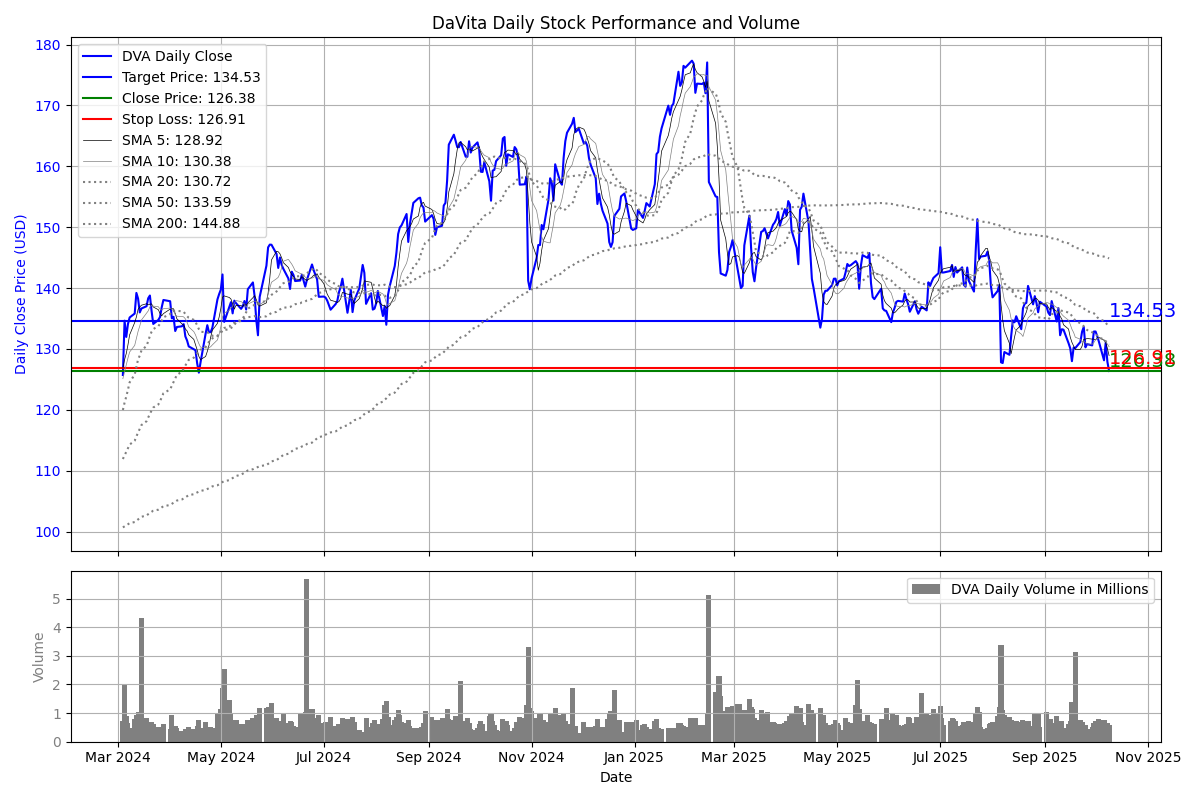 DaVita Daily Stock Performance and Volume
180
170
160
150
140
130
120
110
100
Daily Close Price (USD)
DVA Daily Close
Target Price: 134.53
Close Price: 126.38
Stop Loss: 126.91
SMA 5: 128.92
SMA 10: 130.38
SMA 20: 130.72
SMA 50: 133.59
SMA 200: 144.88
134.53
126.91
126.38
5
4
3
2
1
0
Volume
DVA Daily Volume in Millions
Mar 2024
May 2024
Jul 2024
Sep 2024
Nov 2024
Jan 2025
Mar 2025
May 2025
Jul 2025
Sep 2025
Nov 2025
Date